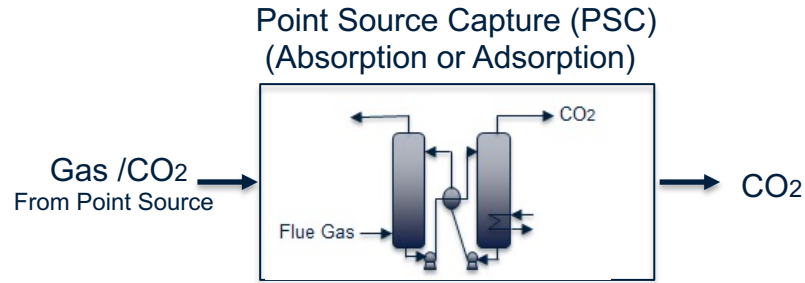 Point Source Capture (PSC)
(Absorption or Adsorption)
CO2
Gas /CO2
From Point Source
CO2
Flue Gas